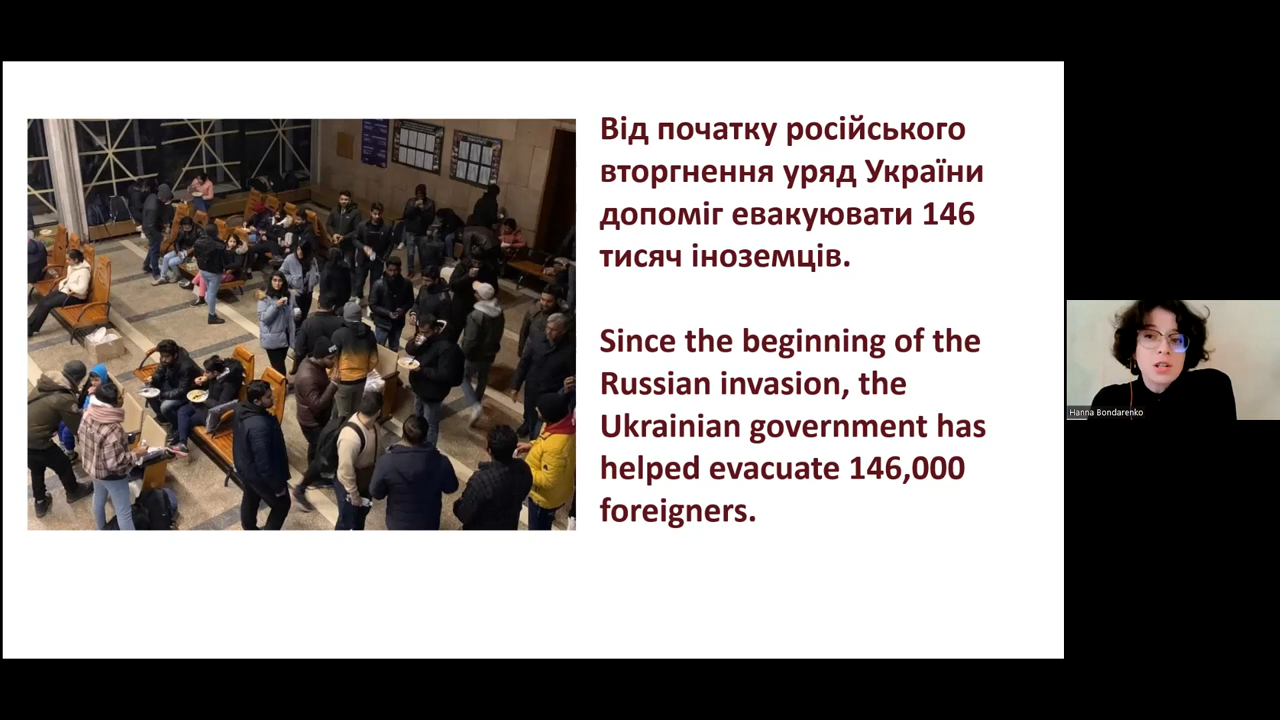 Від початку російського
вторгнення уряд України
допоміг евакуювати 146
тисяч іноземців.
Since the beginning of the
Russian invasion, the
Ukrainian government has
helped evacuate 146,000
foreigners.
Hanna Bondarenko